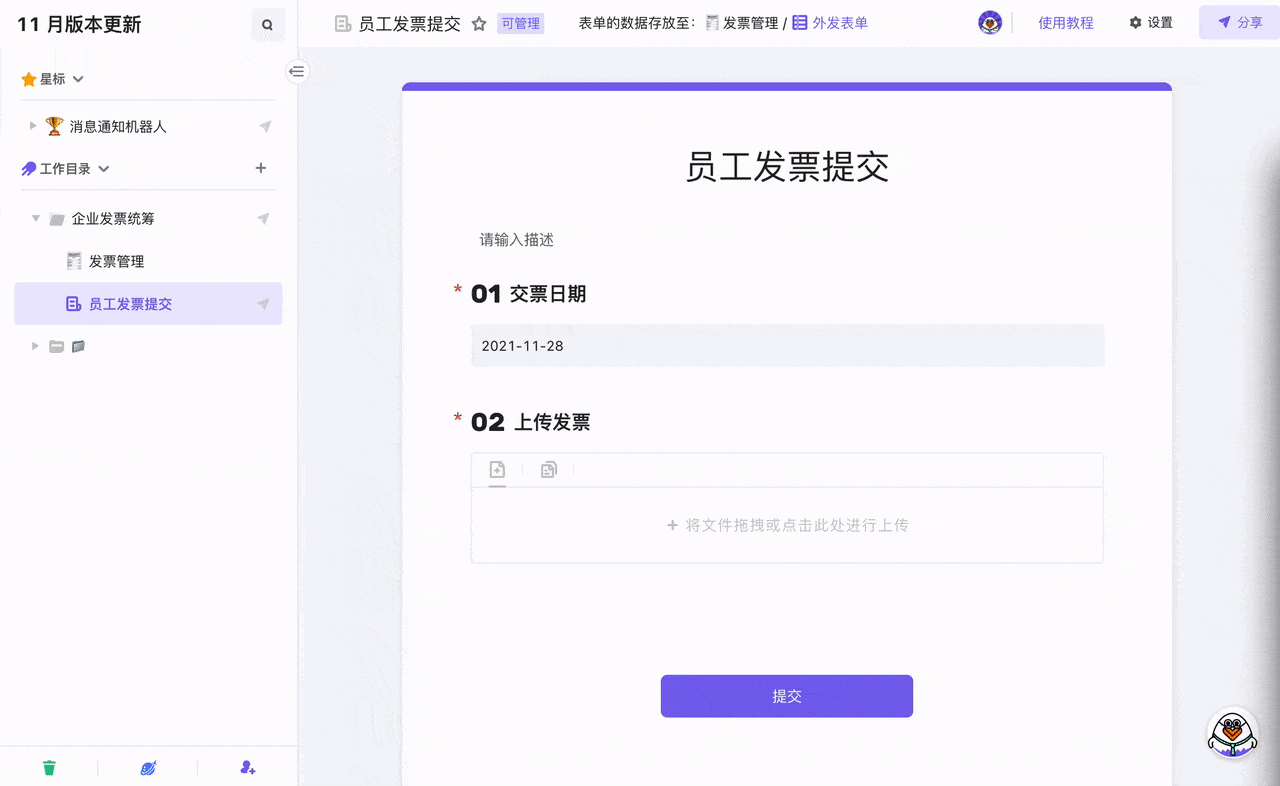 11 月版本更新
星标
消息通知机器人
工作目录
企业发票统筹
发票管理
员工发票提交
员工发票提交 可管理 表单的数据存放至： 发票管理 / 外发表单 使用教程 设置 分享
员工发票提交
请输入描述
* 01 交票日期
2021-11-28
* 02 上传发票
+ 将文件拖拽或点击此处进行上传
提交